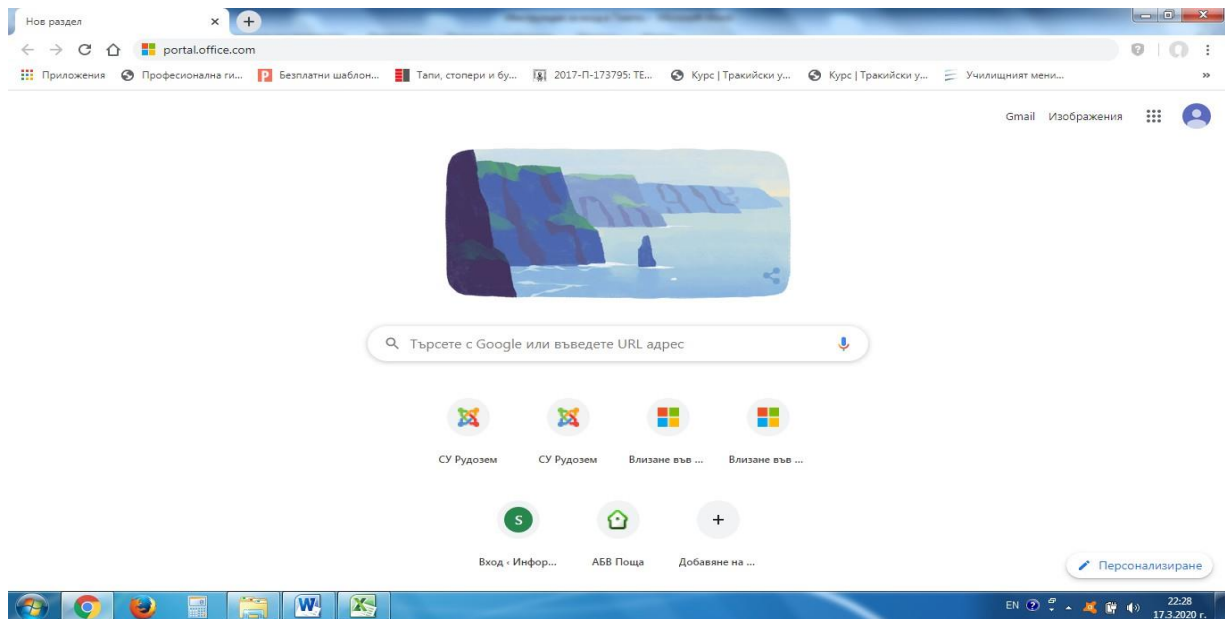 Нов раздел
portal.office.com
Приложения Професионална ги... Безплатни шаблон... Тапи, стопери и бу... 2017-П-173795: ТЕ... Курс | Тракийски у... Курс | Тракийски у... Училищният мени... »
Gmail Изображения
Търсете с Google или въведете URL адрес
СУ Рудозем СУ Рудозем Влизане във ... Влизане във ...
S
Вход ‹ Инфор... АБВ Поща Добавяне на ...
Персонализиране
EN 22:28
17.3.2020 г.